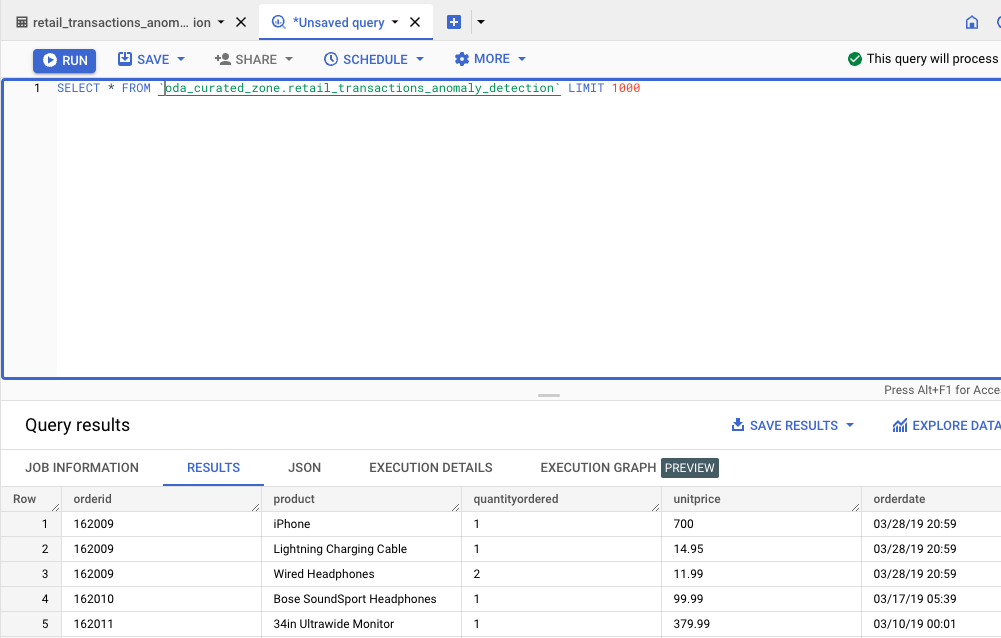 retail_transactions_anom... ion
*Unsaved query
RUN SAVE SHARE SCHEDULE MORE This query will process
1 SELECT * FROM `oda_curated_zone.retail_transactions_anomaly_detection` LIMIT 1000
Press Alt+F1 for Acce
Query results SAVE RESULTS EXPLORE DATA
JOB INFORMATION RESULTS JSON EXECUTION DETAILS EXECUTION GRAPH PREVIEW
Row orderid product quantityordered unitprice orderdate
1 162009 iPhone 1 700 03/28/19 20:59
2 162009 Lightning Charging Cable 1 14.95 03/28/19 20:59
3 162009 Wired Headphones 2 11.99 03/28/19 20:59
4 162010 Bose SoundSport Headphones 1 99.99 03/17/19 05:39
5 162011 34in Ultrawide Monitor 1 379.99 03/10/19 00:01